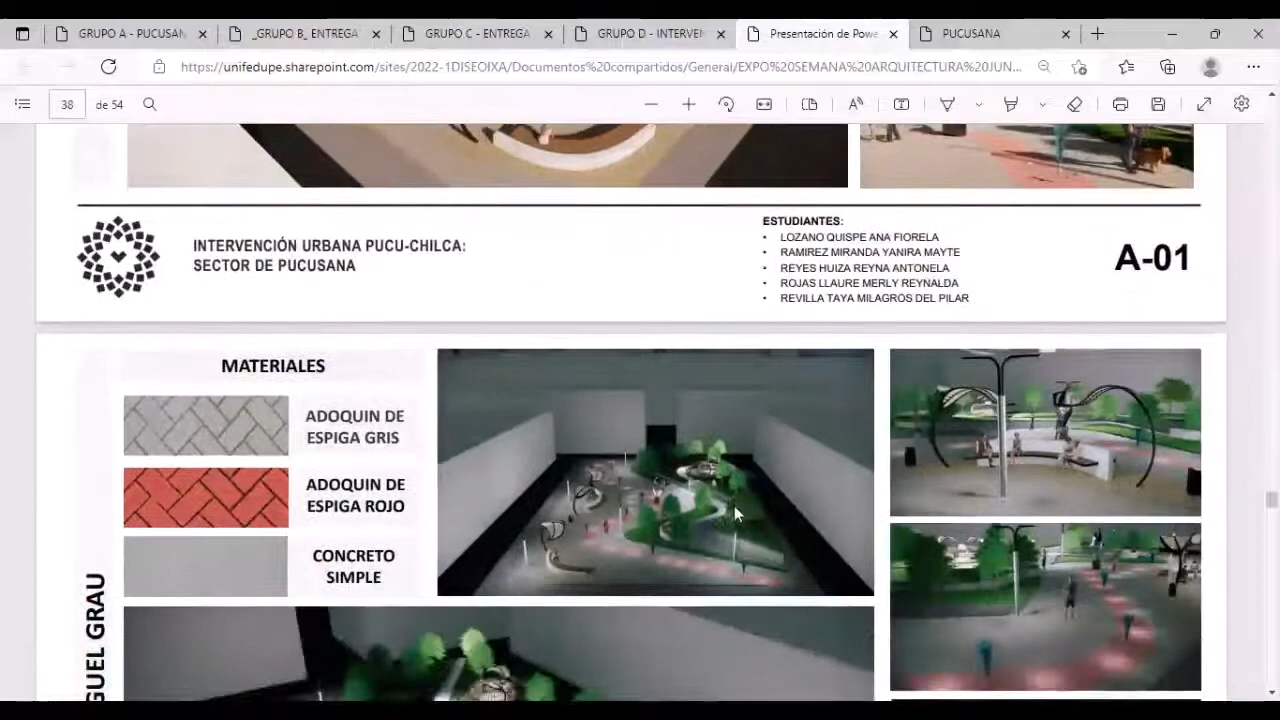 GRUPO A - PUCUSAN
_GRUPO B_ ENTREGA
GRUPO C - ENTREGA
GRUPO D - INTERVEN
Presentación de Powe
PUCUSANA
https://unifedupe.sharepoint.com/sites/2022-1DISEOIXA/Documentos%20compartidos/General/EXPO%20SEMANA%20ARQUITECTURA%20JUN...
38 de 54
INTERVENCIÓN URBANA PUCU-CHILCA:
SECTOR DE PUCUSANA
ESTUDIANTES:
• LOZANO QUISPE ANA FIORELA
• RAMIREZ MIRANDA YANIRA MAYTE
• REYES HUIZA REYNA ANTONELA
• ROJAS LLAURE MERLY REYNALDA
• REVILLA TAYA MILAGROS DEL PILAR
A-01
MATERIALES
ADOQUIN DE
ESPIGA GRIS
ADOQUIN DE
ESPIGA ROJO
CONCRETO
SIMPLE
GUEL GRAU